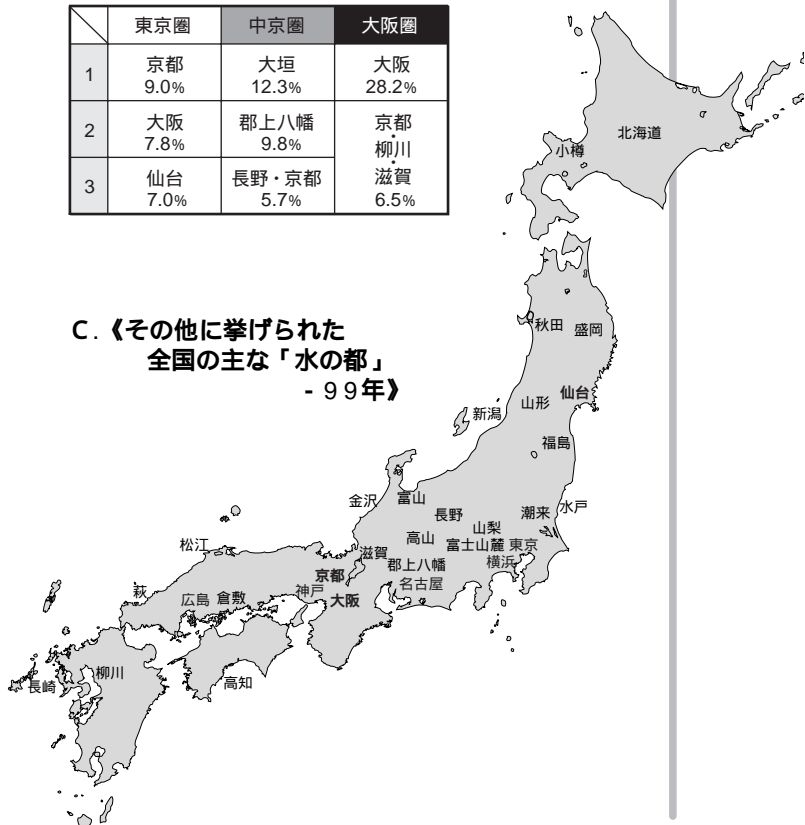 東京圏 中京圏 大阪圏
1 京都 大垣 大阪
9.0% 12.3% 28.2%
2 大阪 郡上八幡 京都
7.8% 9.8% ・柳川・
3 仙台 長野・京都 滋賀
7.0% 5.7% 6.5%
C.《その他に挙げられた
全国の主な「水の都」
- 99年》
北海道
小樽
秋田 盛岡
仙台
山形
新潟
福島
金沢 富山
潮来 水戸
長野
山梨
高山
富士山麓 東京
松江
滋賀
郡上八幡
横浜
京都
名古屋
神戸
萩
広島 倉敷
大阪
柳川
長崎
高知